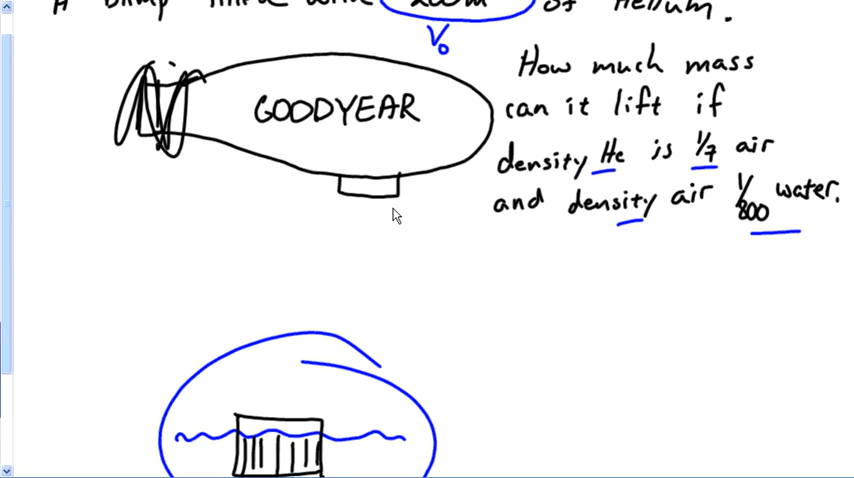 of Helium.
V₀
GOODYEAR
How much mass
can it lift if
density He is 1/7 air
and density air 1/800 water.